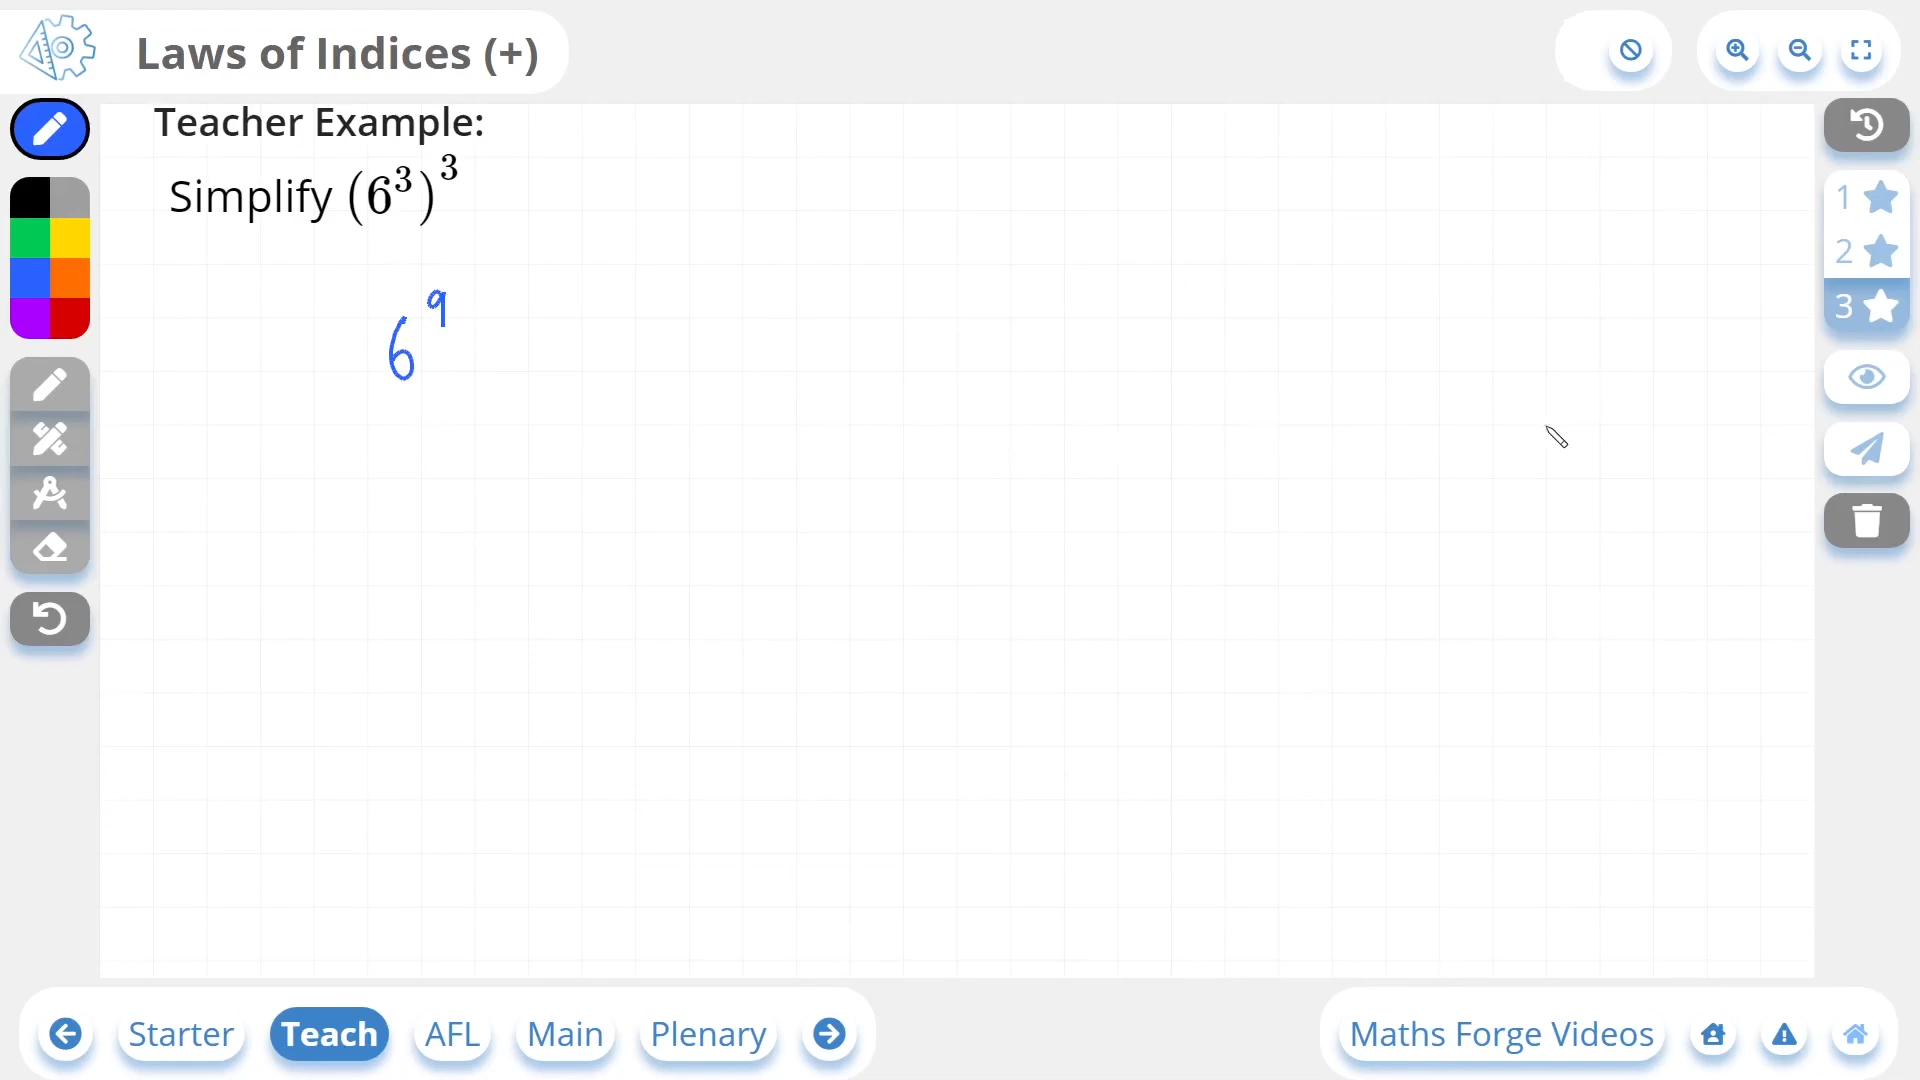 Laws of Indices (+)
Teacher Example:
Simplify (6³)³
6⁹
1
2
3
Starter
Teach
AFL
Main
Plenary
Maths Forge Videos